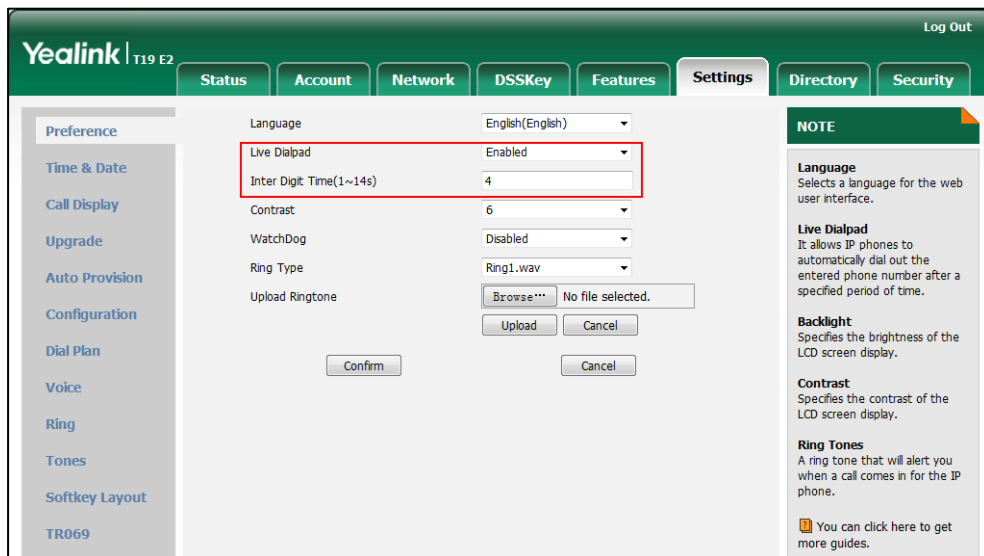 Log Out
Yealink | T19 E2
Status Account Network DSSKey Features Settings Directory Security
Preference
Time & Date
Call Display
Upgrade
Auto Provision
Configuration
Dial Plan
Voice
Ring
Tones
Softkey Layout
TR069
Language English(English)
Live Dialpad Enabled
Inter Digit Time(1~14s) 4
Contrast 6
WatchDog Disabled
Ring Type Ring1.wav
Upload Ringtone Browse... No file selected.
Upload Cancel
Confirm Cancel
NOTE
Language
Selects a language for the web
user interface.
Live Dialpad
It allows IP phones to
automatically dial out the
entered phone number after a
specified period of time.
Backlight
Specifies the brightness of the
LCD screen display.
Contrast
Specifies the contrast of the
LCD screen display.
Ring Tones
A ring tone that will alert you
when a call comes in for the IP
phone.
? You can click here to get
more guides.